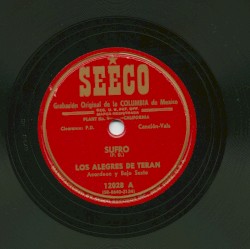 SEECO
Grabación Original de la COLUMBIA de Mexico
CALIFORNIA
Canción-Vals
SUFRO
LOS ALEGRES DE TERAN
Acordeon y Bajo Sexto
12028 A